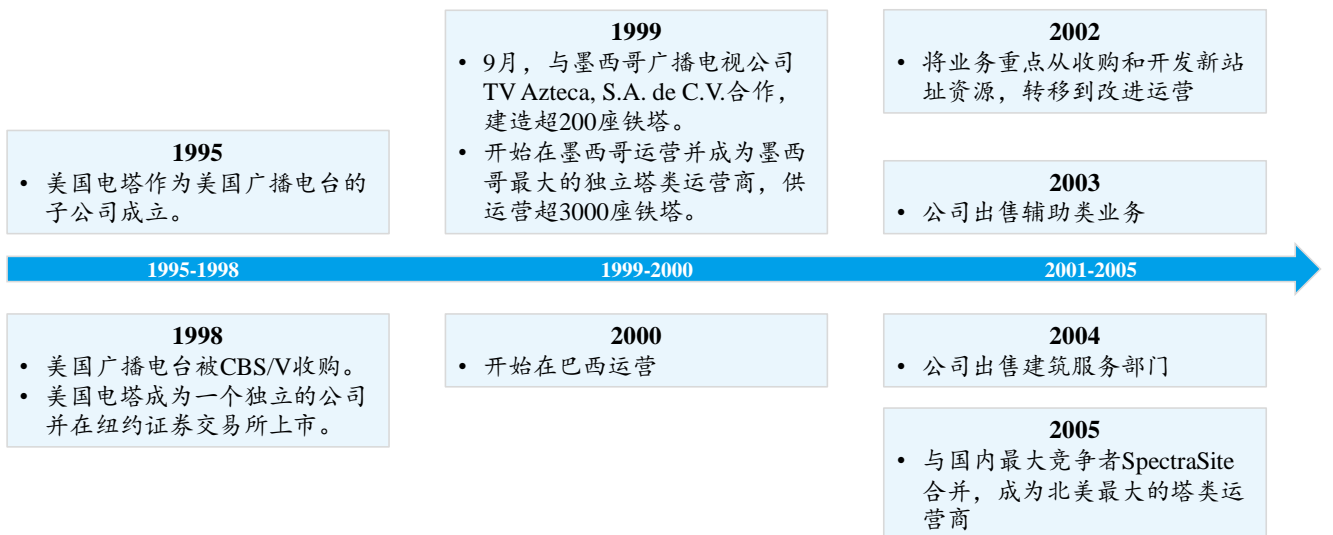 1995
• 美国电塔作为美国广播电台的
子公司成立。
1999
• 9月，与墨西哥广播电视公司
TV Azteca, S.A. de C.V.合作，
建造超200座铁塔。
• 开始在墨西哥运营并成为墨西
哥最大的独立塔类运营商，供
运营超3000座铁塔。
2002
• 将业务重点从收购和开发新站
址资源，转移到改进运营
2003
• 公司出售辅助类业务
1995-1998
1999-2000
2001-2005
1998
• 美国广播电台被CBS/V收购。
• 美国电塔成为一个独立的公司
并在纽约证券交易所上市。
2000
• 开始在巴西运营
2004
• 公司出售建筑服务部门
2005
• 与国内最大竞争者SpectraSite
合并，成为北美最大的塔类运
营商